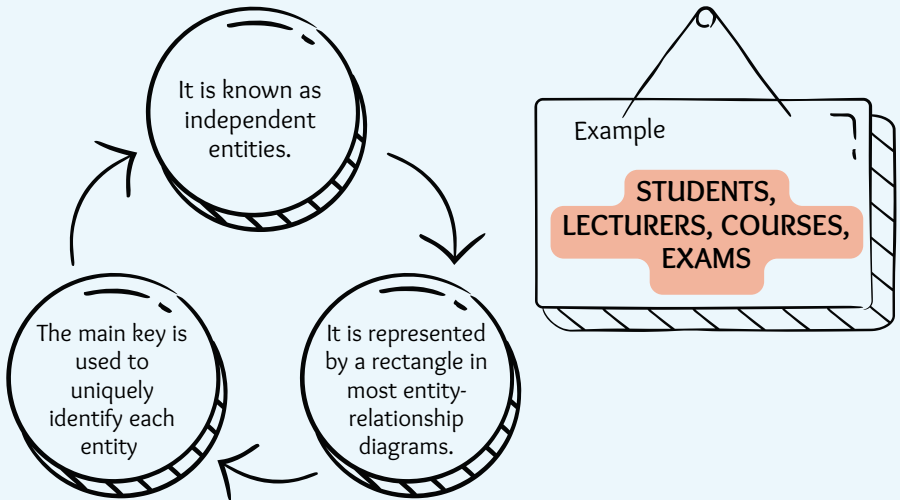 It is known as
independent
entities.
Example
STUDENTS,
LECTURERS, COURSES,
EXAMS
The main key is
used to
uniquely
identify each
entity
It is represented
by a rectangle in
most entity-
relationship
diagrams.